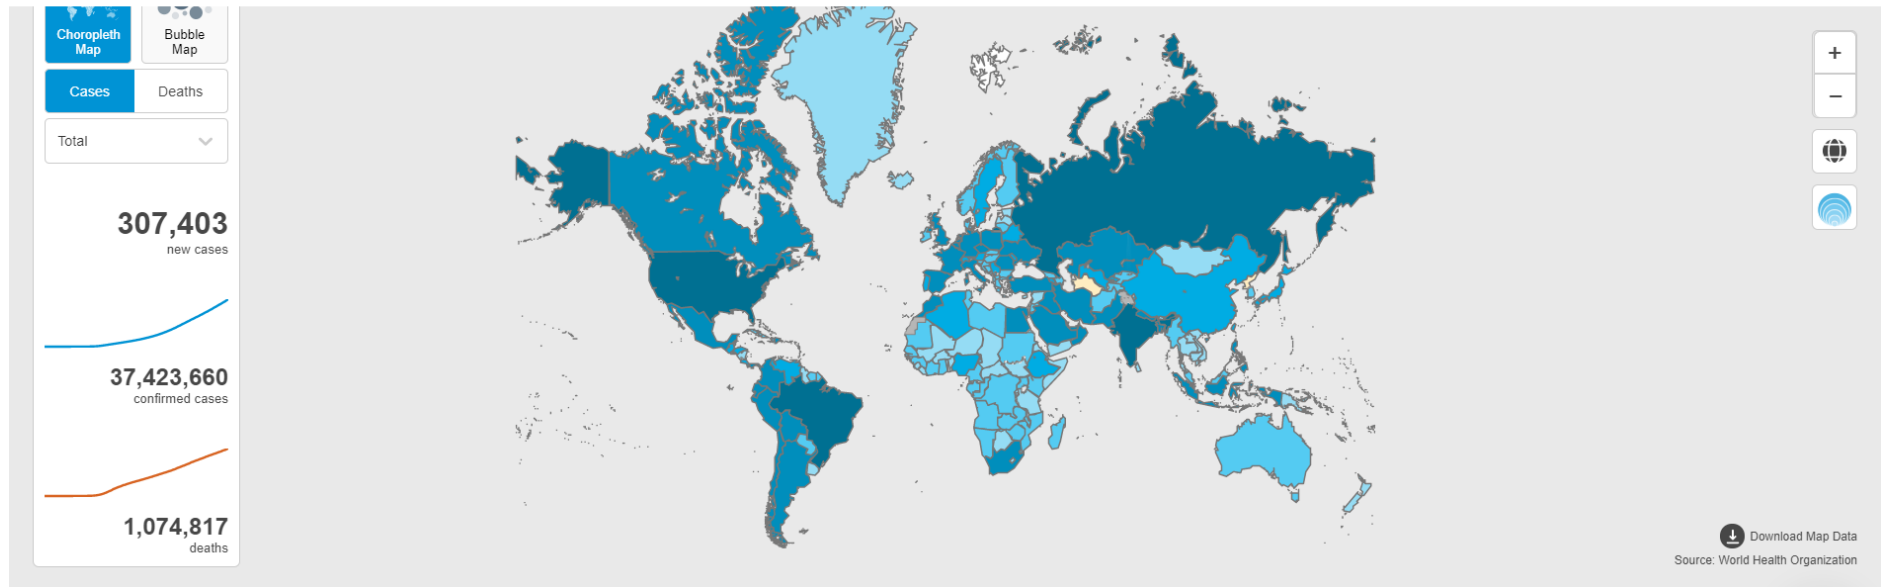 Choropleth
Map
Bubble
Map
Cases
Deaths
Total
307,403
new cases
37,423,660
confirmed cases
1,074,817
deaths
+
−
Download Map Data
Source: World Health Organization